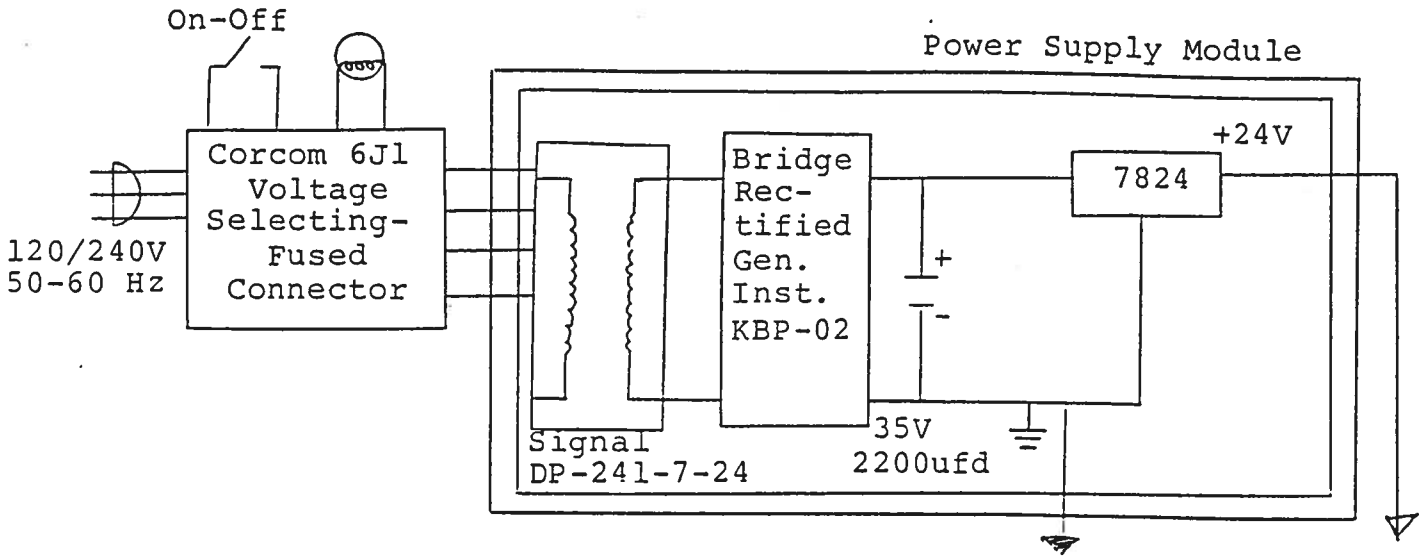 On-Off
Power Supply Module
Corcom 6J1
Voltage
Selecting-
Fused
Connector
120/240V
50-60 Hz
Bridge
Rec-
tified
Gen.
Inst.
KBP-02
+24V
7824
+
-
35V
2200ufd
Signal
DP-241-7-24